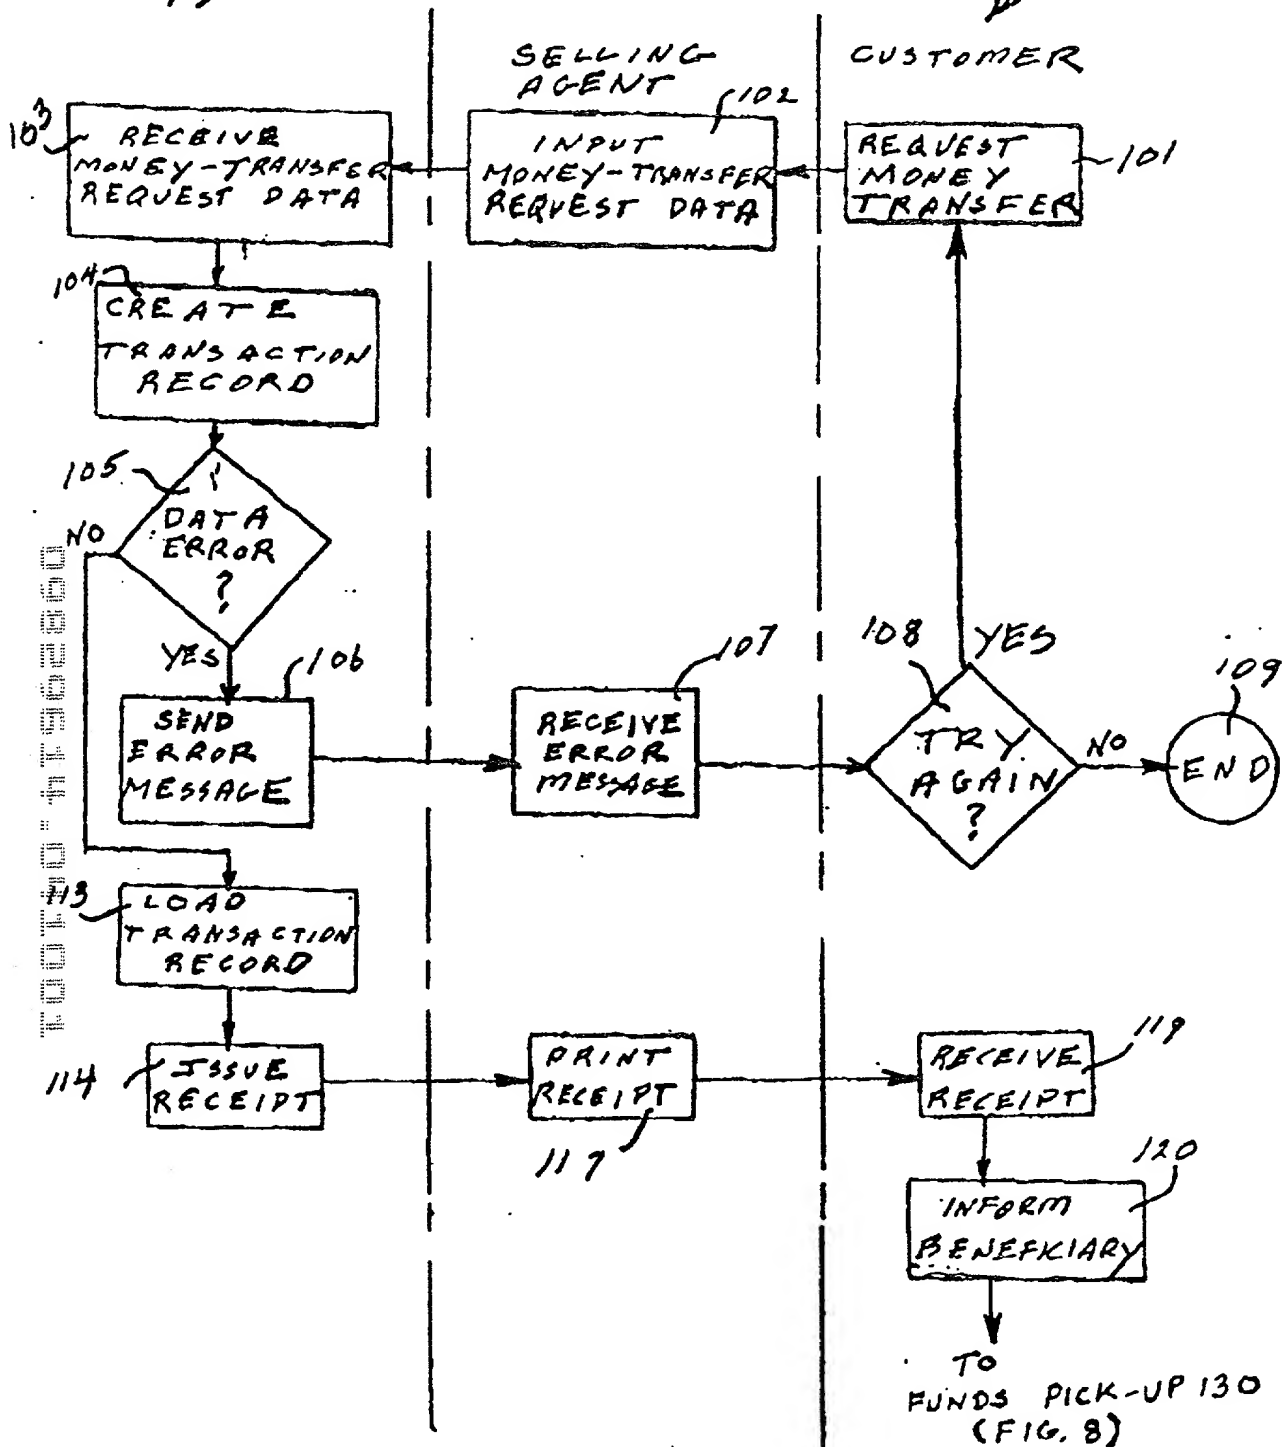 SELLING
AGENT
CUSTOMER
103
RECEIVE
MONEY-TRANSFER
REQUEST DATA
102
INPUT
MONEY-TRANSFER
REQUEST DATA
REQUEST
MONEY
TRANSFER
101
104
CREATE
TRANSACTION
RECORD
105
DATA
ERROR
?
NO
YES
106
SEND
ERROR
MESSAGE
107
RECEIVE
ERROR
MESSAGE
108
YES
TRY
AGAIN
?
NO
109
END
113
LOAD
TRANSACTION
RECORD
114
ISSUE
RECEIPT
PRINT
RECEIPT
117
RECEIVE
RECEIPT
119
120
INFORM
BENEFICIARY
TO
FUNDS PICK-UP 130
(FIG. 8)